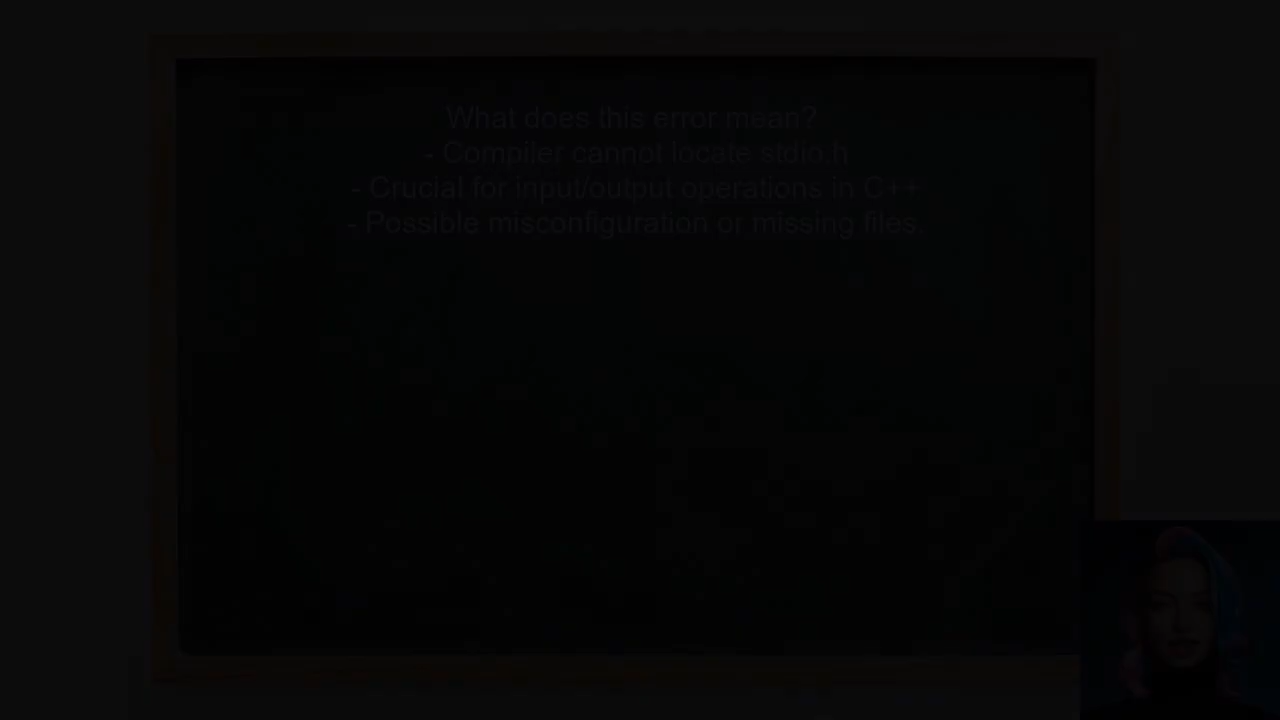 What does this error mean?
- Compiler cannot locate stdio.h
- Crucial for input/output operations in C++
- Possible misconfiguration or missing files.